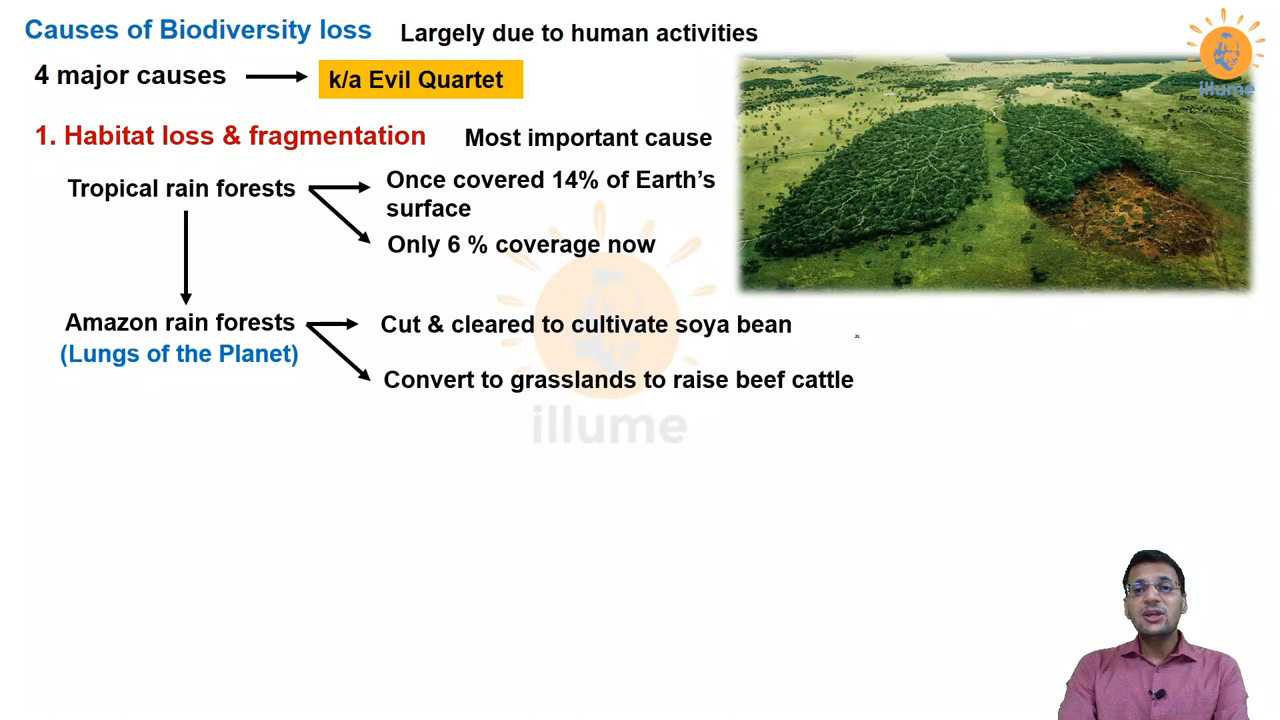 Causes of Biodiversity loss
Largely due to human activities
4 major causes
k/a Evil Quartet
illume
1. Habitat loss & fragmentation
Most important cause
Tropical rain forests
Once covered 14% of Earth's
surface
Only 6 % coverage now
Amazon rain forests
(Lungs of the Planet)
Cut & cleared to cultivate soya bean
Convert to grasslands to raise beef cattle
illume